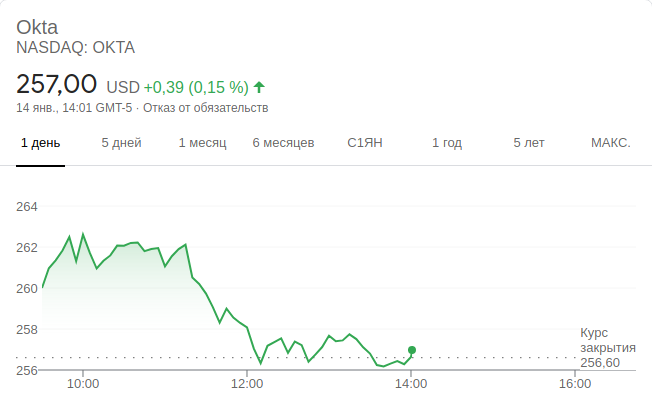 Okta
NASDAQ: OKTA
257,00 USD +0,39 (0,15 %)
14 янв., 14:01 GMT-5 · Отказ от обязательств
1 день 5 дней 1 месяц 6 месяцев С1ЯН 1 год 5 лет МАКС.
264
262
260
258
256
Курс
закрытия
256,60
10:00 12:00 14:00 16:00